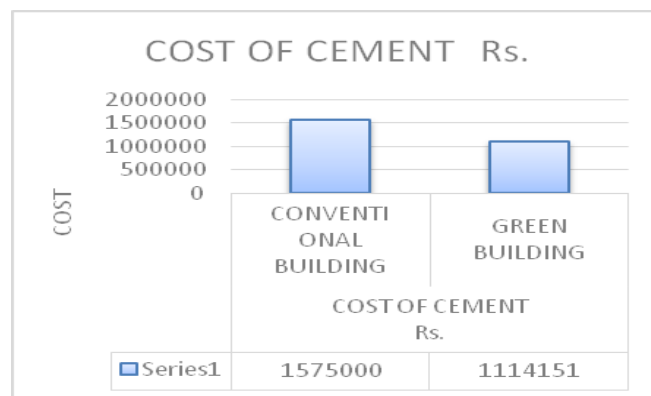 COST OF CEMENT Rs.
2000000
1500000
1000000
500000
0
COST
CONVENTI
ONAL
BUILDING
GREEN
BUILDING
COST OF CEMENT
Rs.
Series1 1575000 1114151